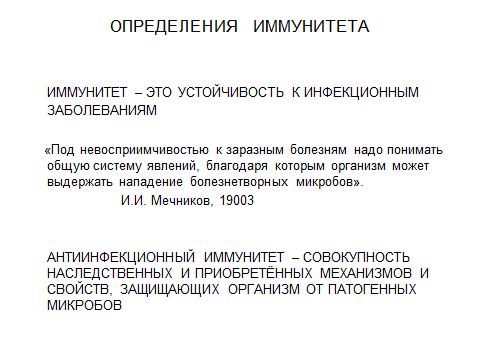 ОПРЕДЕЛЕНИЯ ИММУНИТЕТА
ИММУНИТЕТ – ЭТО УСТОЙЧИВОСТЬ К ИНФЕКЦИОННЫМ
ЗАБОЛЕВАНИЯМ
«Под невосприимчивостью к заразным болезням надо понимать
общую систему явлений, благодаря которым организм может
выдержать нападение болезнетворных микробов».
И.И. Мечников, 19003
АНТИИНФЕКЦИОННЫЙ ИММУНИТЕТ – СОВОКУПНОСТЬ
НАСЛЕДСТВЕННЫХ И ПРИОБРЕТЁННЫХ МЕХАНИЗМОВ И
СВОЙСТВ, ЗАЩИЩАЮЩИХ ОРГАНИЗМ ОТ ПАТОГЕННЫХ
МИКРОБОВ